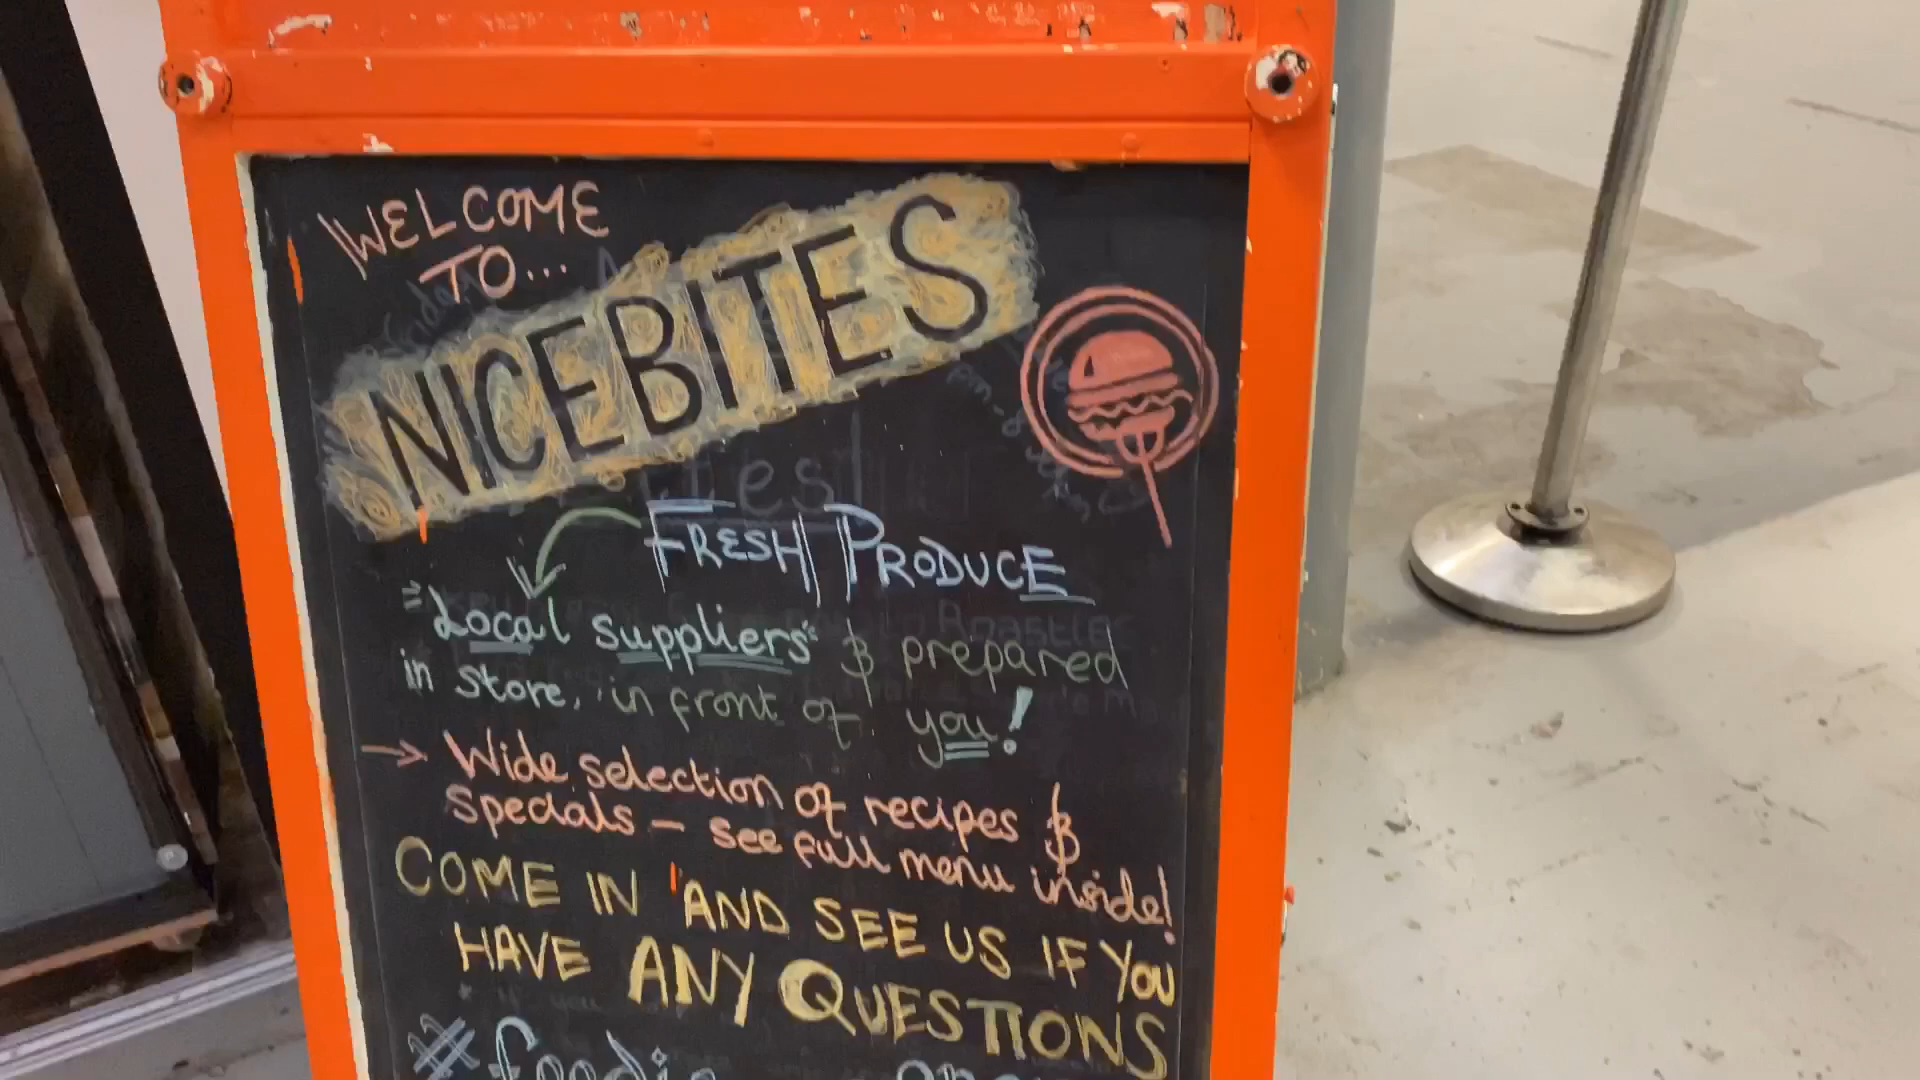 WELCOME
TO...
NICEBITES
FRESH PRODUCE
"Local suppliers" & prepared
in store, in front of you!
→ Wide selection of recipes &
specials — see full menu inside!
COME IN AND SEE US IF YOU
HAVE ANY QUESTIONS